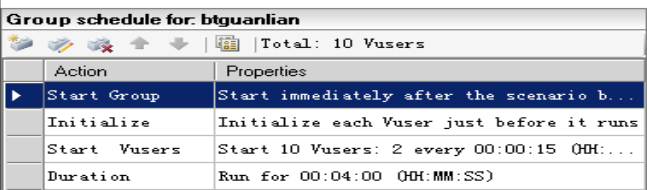 Group schedule for: btguanlian
Total: 10 Vusers
Action Properties
Start Group Start immediately after the scenario b...
Initialize Initialize each Vuser just before it runs
Start Vusers Start 10 Vusers: 2 every 00:00:15 (HH:...
Duration Run for 00:04:00 (HH:MM:SS)